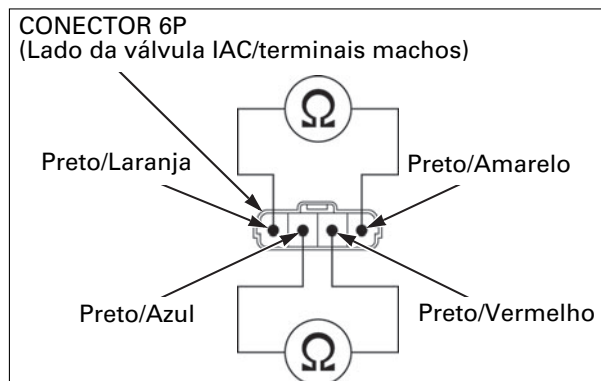 CONECTOR 6P
(Lado da válvula IAC/terminais machos)
Ω
Preto/Laranja
Preto/Amarelo
Preto/Azul
Preto/Vermelho
Ω